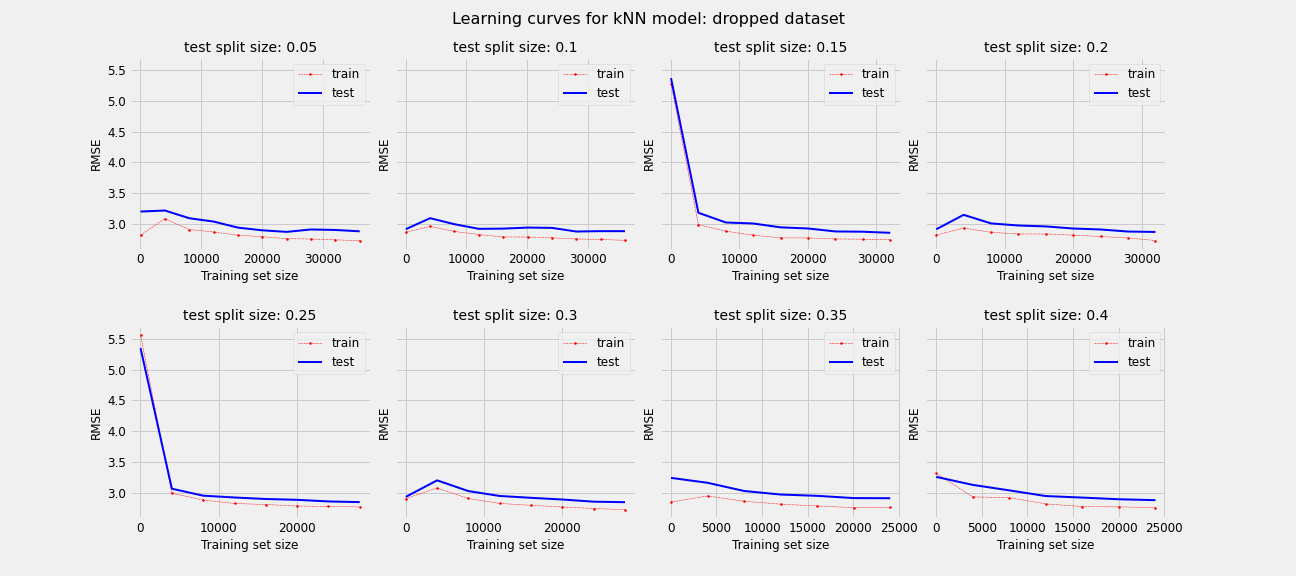 Learning curves for kNN model: dropped dataset
test split size: 0.05
test split size: 0.1
test split size: 0.15
test split size: 0.2
5.5
5.0
4.5
4.0
3.5
3.0
RMSE
train
test
RMSE
train
test
RMSE
train
test
RMSE
train
test
0 10000 20000 30000
0 10000 20000 30000
0 10000 20000 30000
0 10000 20000 30000
Training set size
Training set size
Training set size
Training set size
test split size: 0.25
test split size: 0.3
test split size: 0.35
test split size: 0.4
5.5
5.0
4.5
4.0
3.5
3.0
RMSE
train
test
RMSE
train
test
RMSE
train
test
RMSE
train
test
0 10000 20000
0 10000 20000
0 5000 10000 15000 20000 25000
0 5000 10000 15000 20000 25000
Training set size
Training set size
Training set size
Training set size